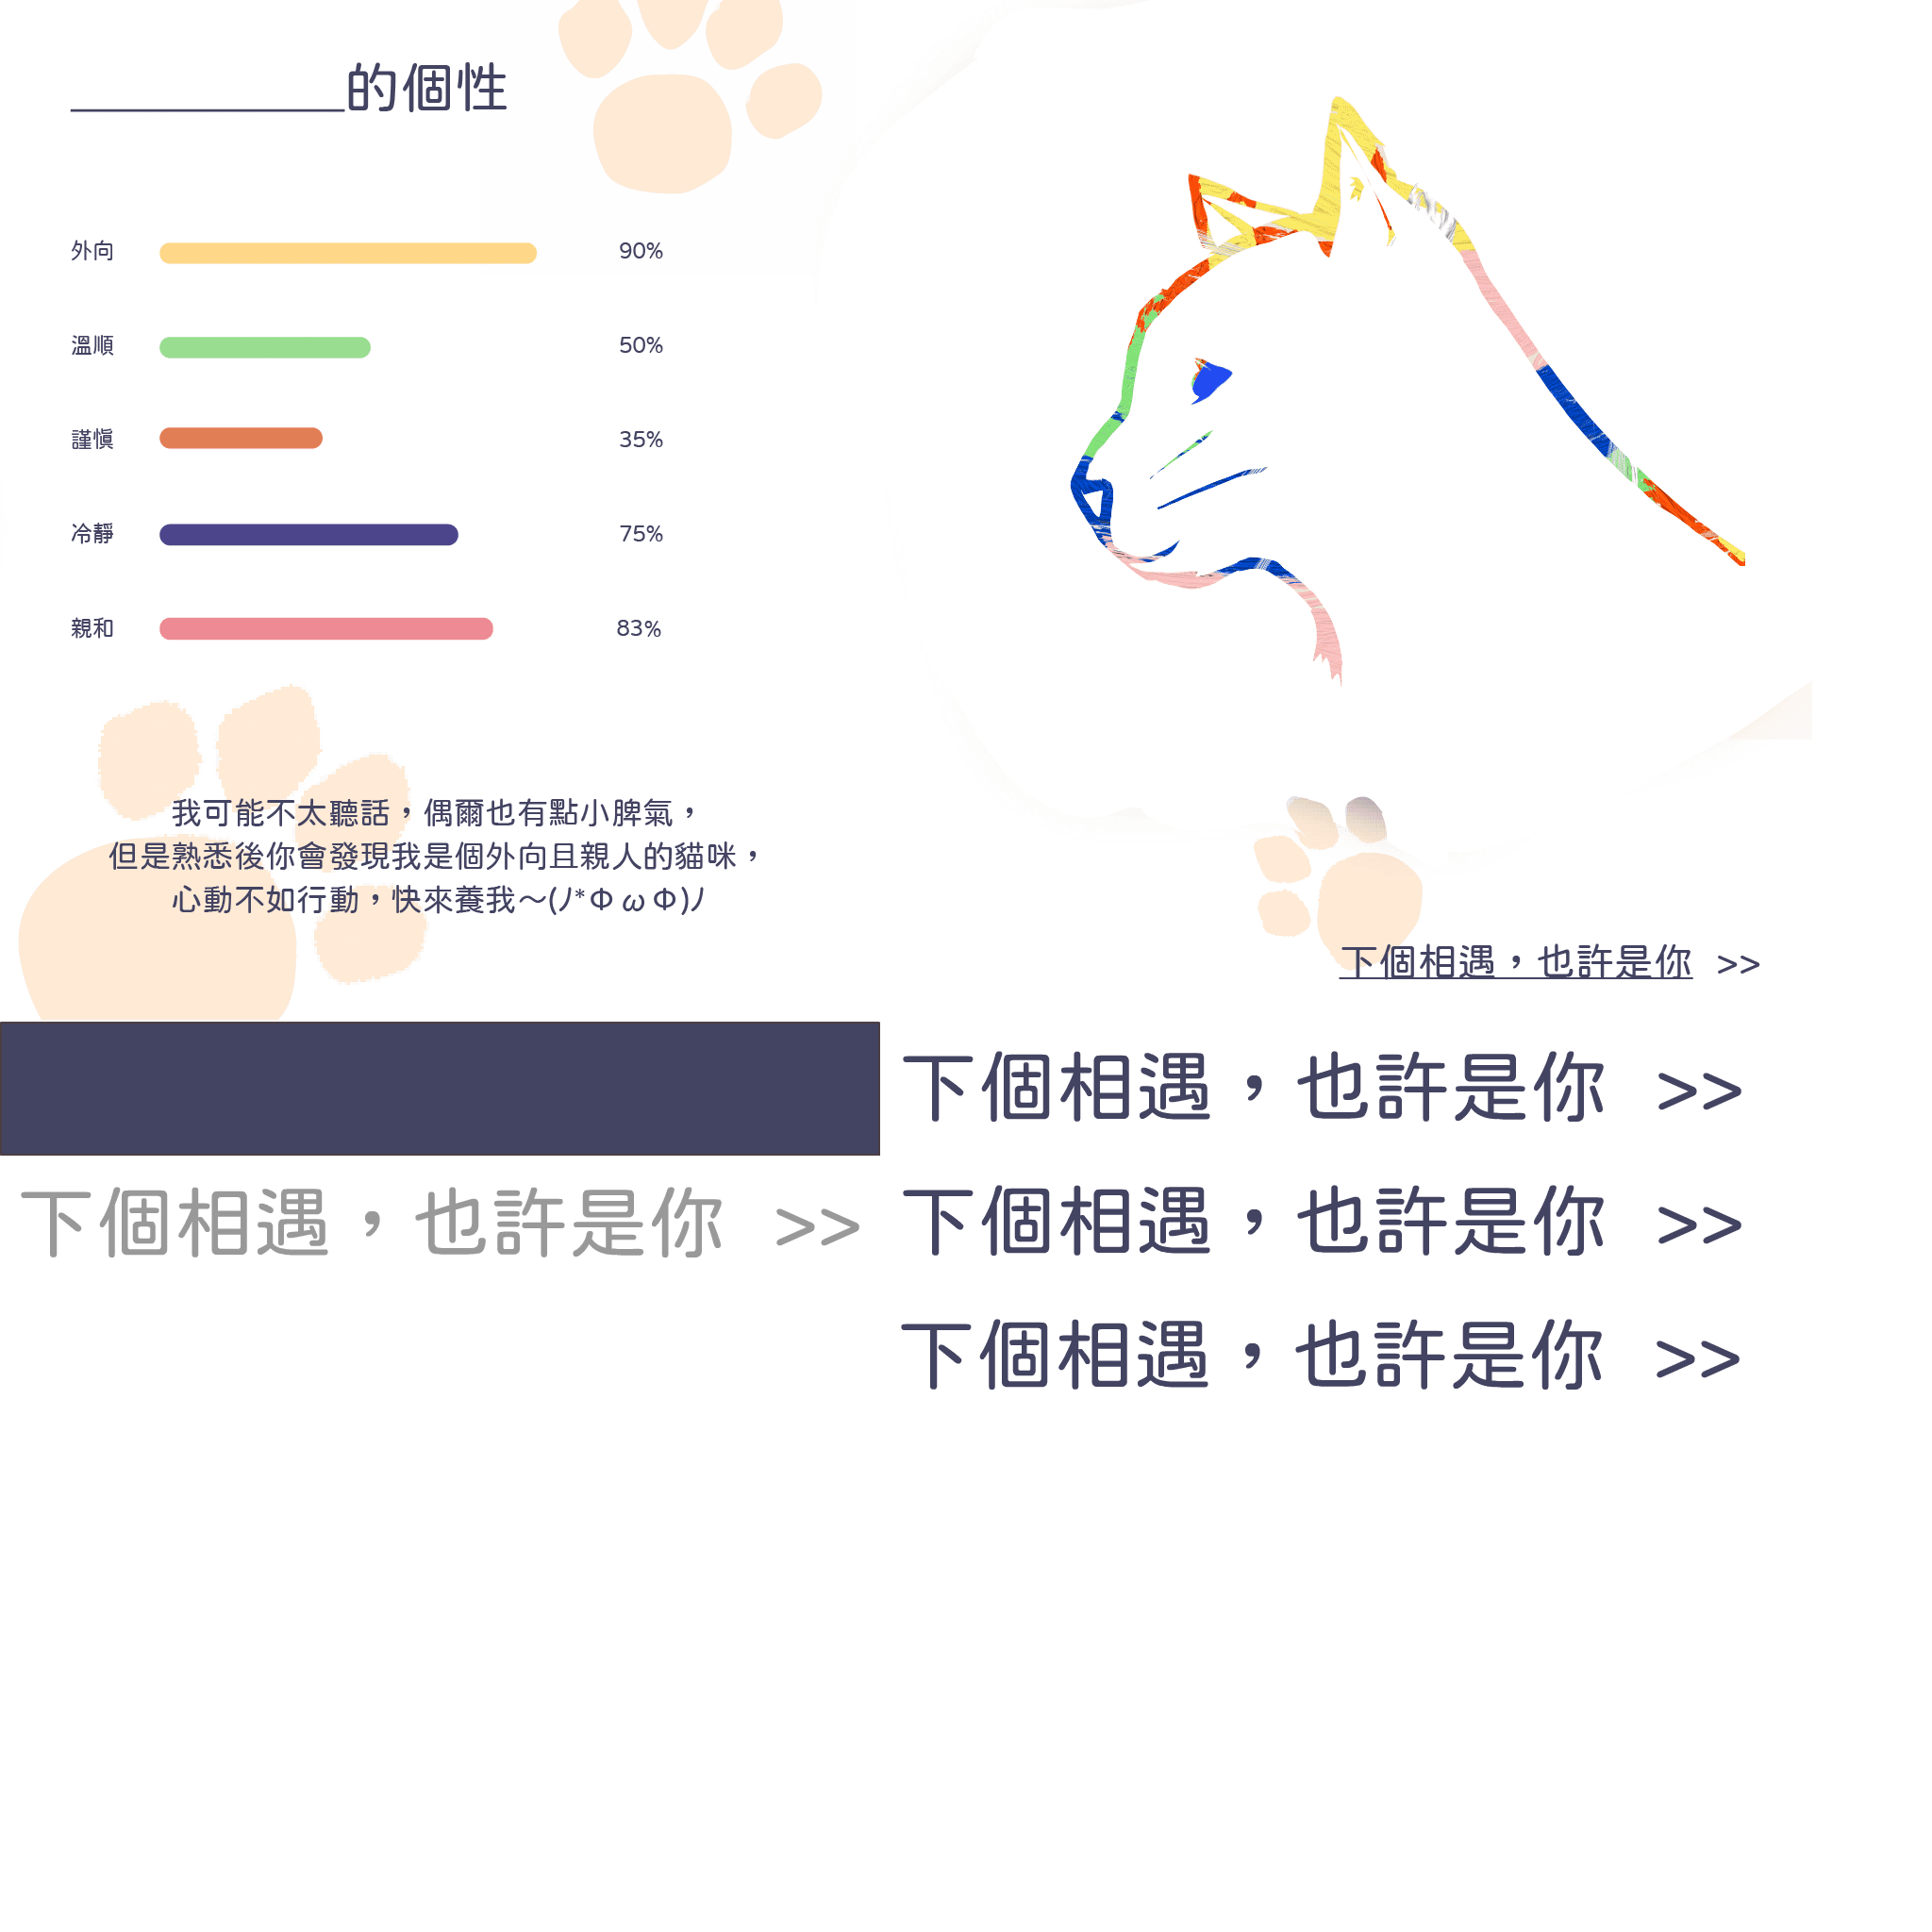 ____________的個性
外向 90%
溫順 50%
謹慎 35%
冷靜 75%
親和 83%
我可能不太聽話，偶爾也有點小脾氣，
但是熟悉後你會發現我是個外向且親人的貓咪，
心動不如行動，快來養我～(ﾉ*ΦωΦ)ﾉ
下個相遇，也許是你 >>
下個相遇，也許是你 >>
下個相遇，也許是你 >>
下個相遇，也許是你 >>
下個相遇，也許是你 >>